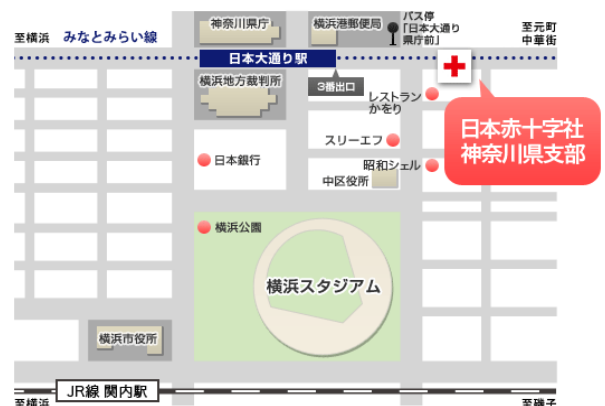 神奈川県庁
横浜港郵便局
バス停
「日本大通り
県庁前」
至元町
中華街
至横浜
みなとみらい線
日本大通り駅
横浜地方裁判所
3番出口
レストラン
かをり
日本赤十字社
神奈川県支部
スリーエフ
日本銀行
昭和シェル
中区役所
横浜公園
横浜スタジアム
横浜市役所
JR線 関内駅
至横浜
至磯子